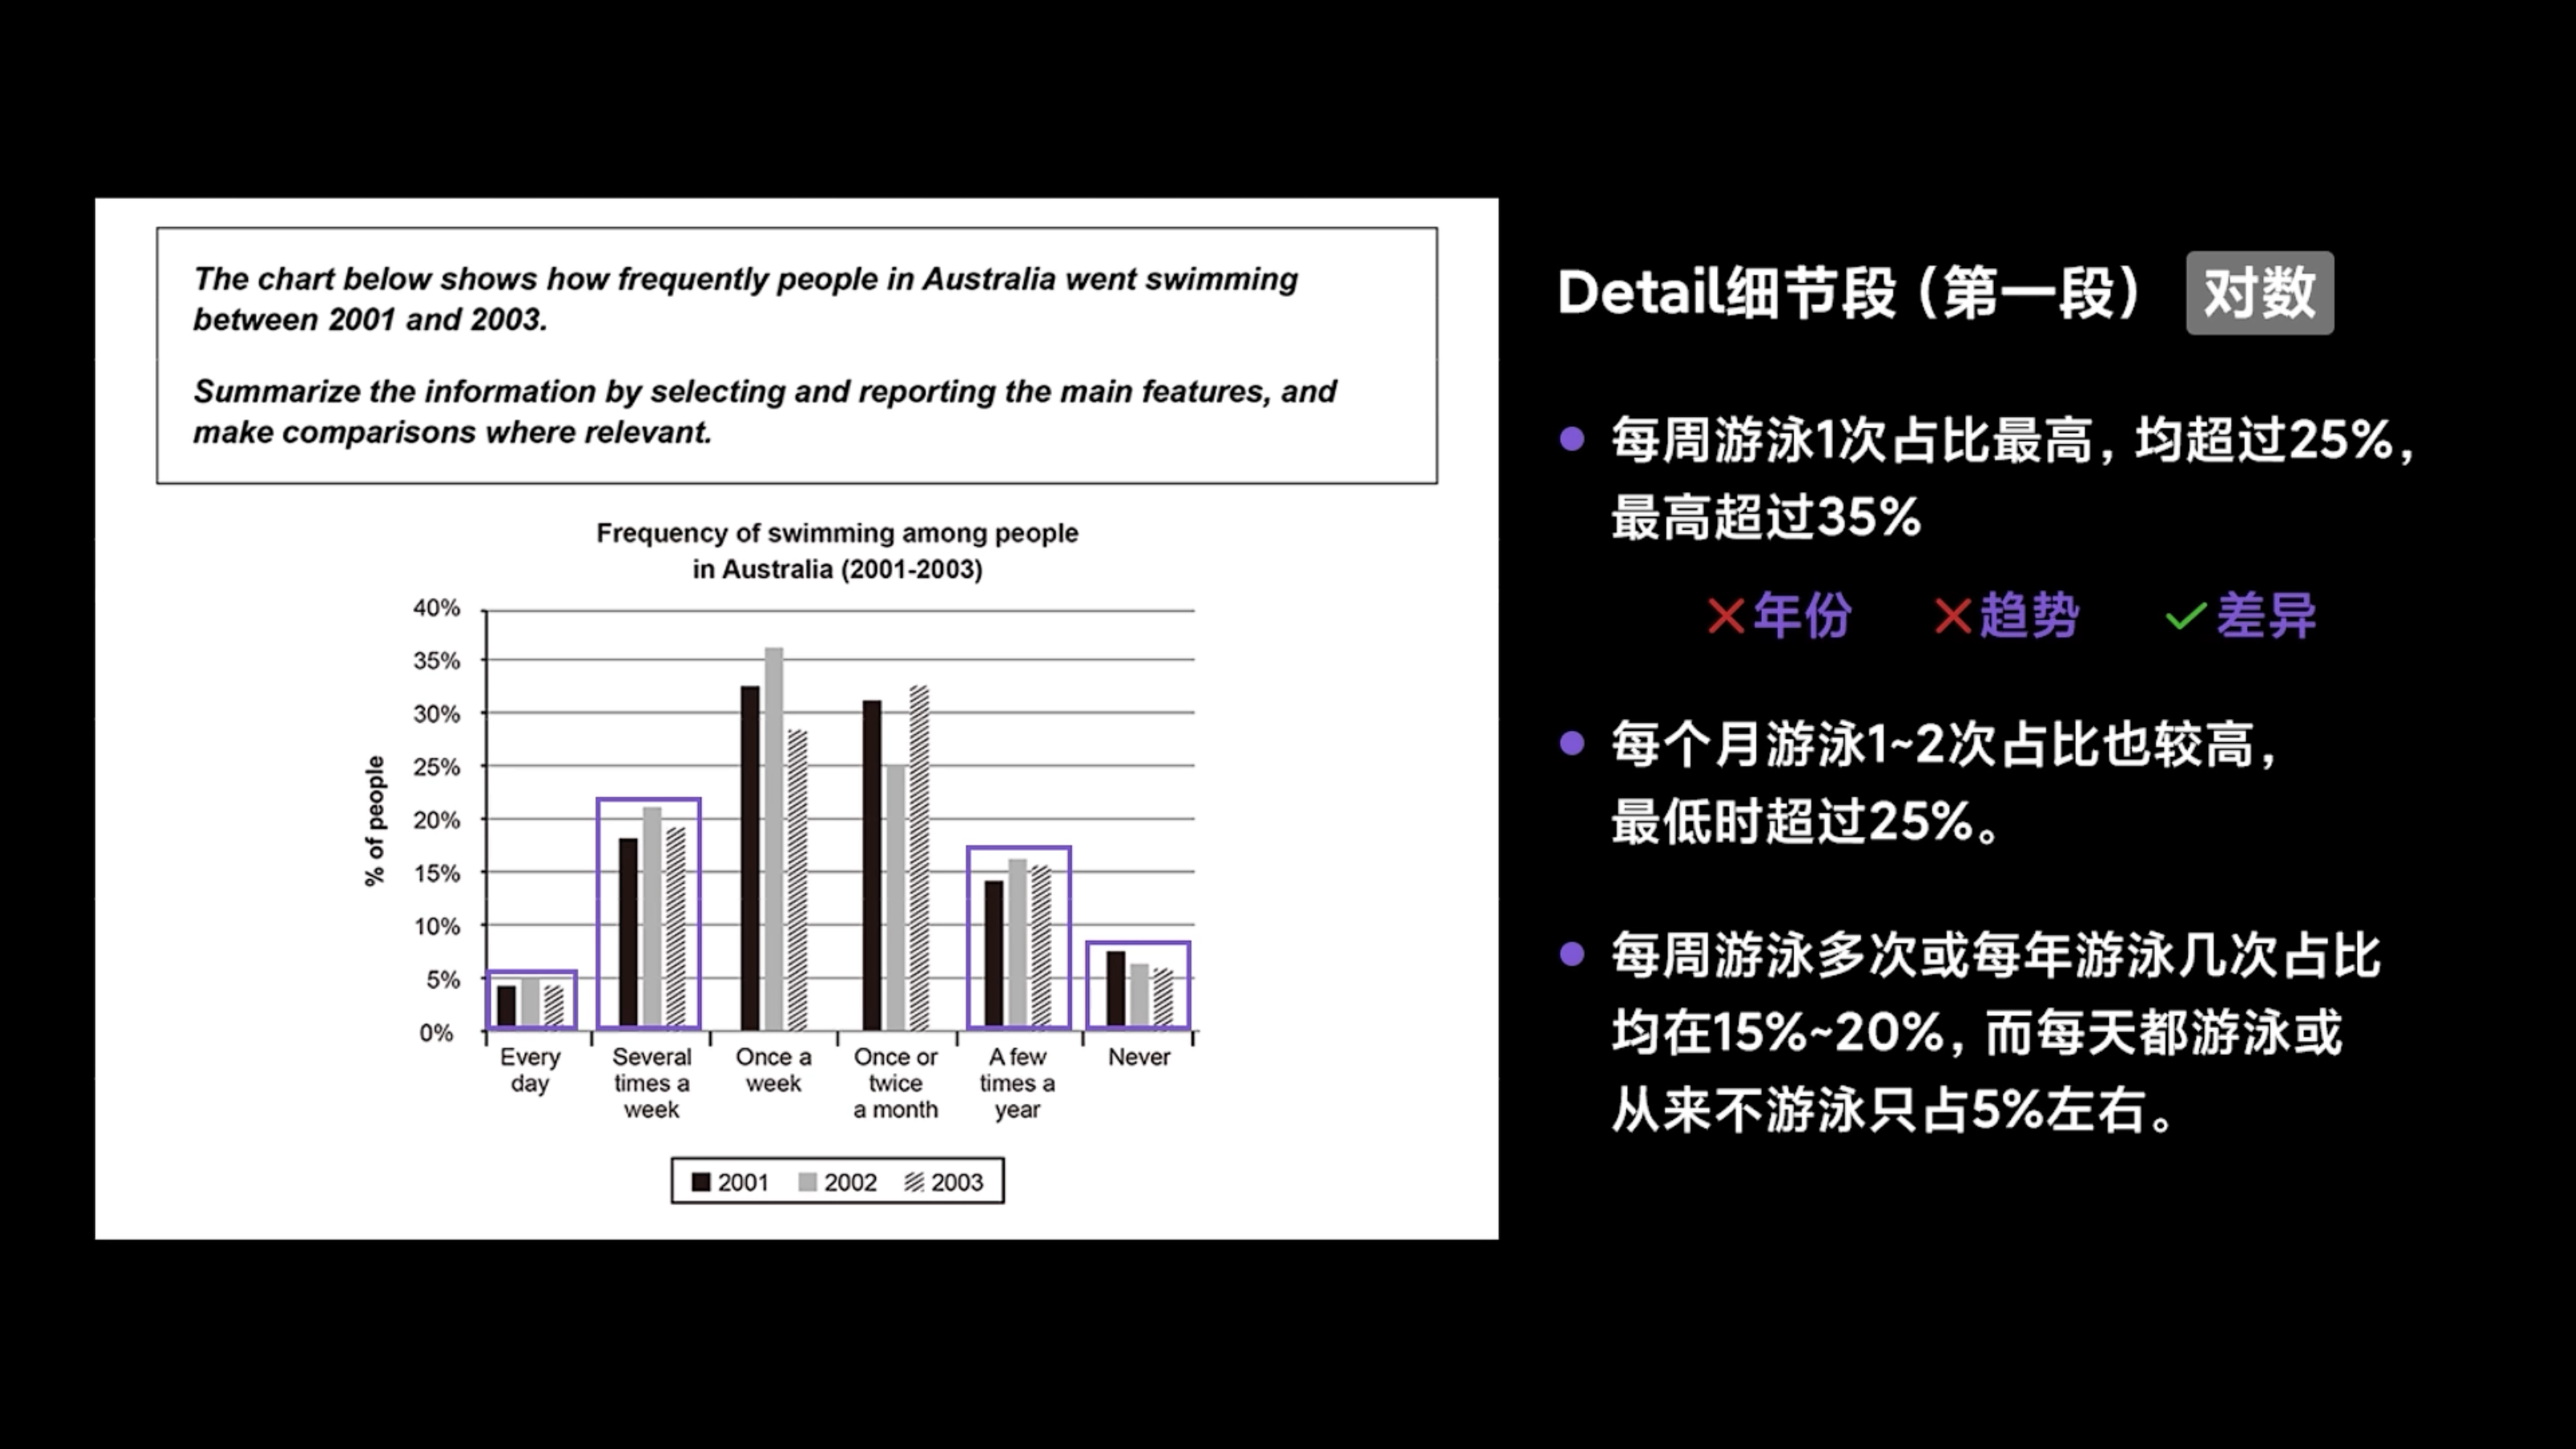 The chart below shows how frequently people in Australia went swimming
between 2001 and 2003.
Summarize the information by selecting and reporting the main features, and
make comparisons where relevant.
Frequency of swimming among people
in Australia (2001-2003)
40%
35%
30%
25%
20%
15%
10%
5%
0%
% of people
Every
day
Several
times a
week
Once a
week
Once or
twice
a month
A few
times a
year
Never
2001
2002
2003
Detail细节段（第一段） 对数
每周游泳1次占比最高，均超过25%，
最高超过35%
年份 趋势 差异
每个月游泳1~2次占比也较高，
最低时超过25%。
每周游泳多次或每年游泳几次占比
均在15%~20%，而每天都游泳或
从来不游泳只占5%左右。